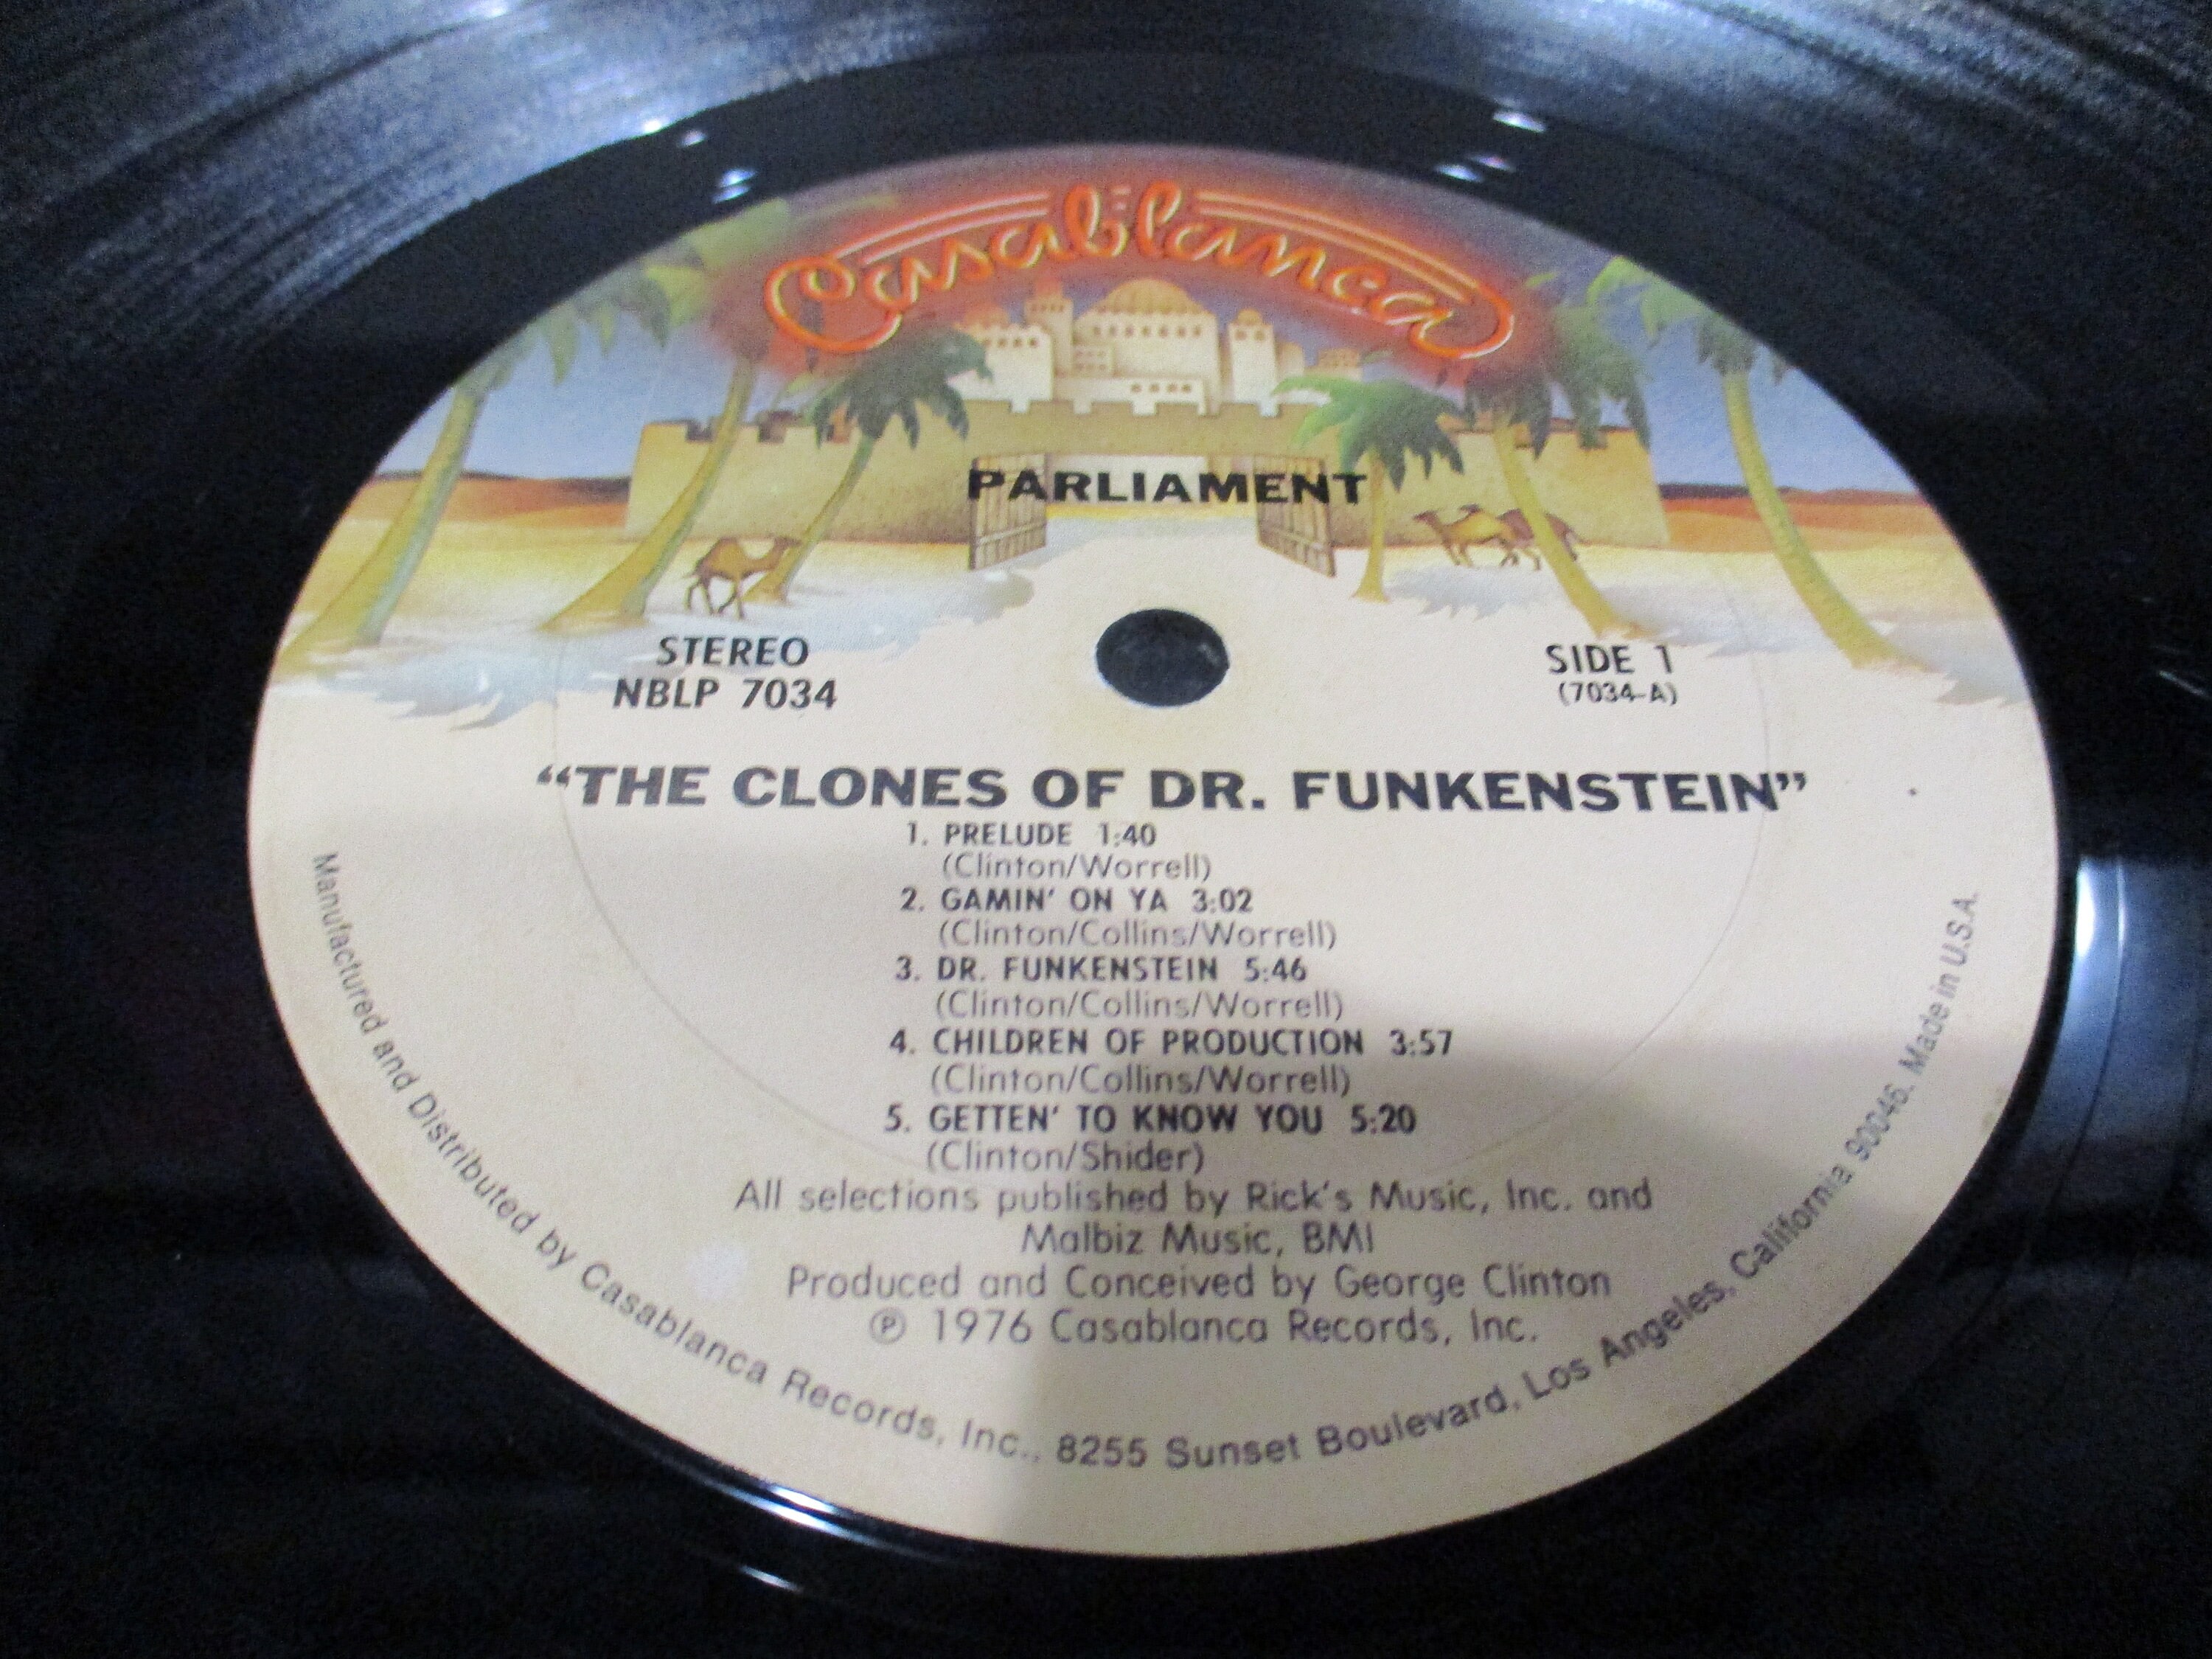 Casablanca
PARLIAMENT
STEREO
NBLP 7034
SIDE 1
(7034-A)
“THE CLONES OF DR. FUNKENSTEIN”
1. PRELUDE 1:40
(Clinton/Worrell)
2. GAMIN’ ON YA 3:02
(Clinton/Collins/Worrell)
3. DR. FUNKENSTEIN 5:46
(Clinton/Collins/Worrell)
4. CHILDREN OF PRODUCTION 3:57
(Clinton/Collins/Worrell)
5. GETTEN’ TO KNOW YOU 5:20
(Clinton/Shider)
All selections published by Rick’s Music, Inc. and
Malbiz Music, BMI
Produced and Conceived by George Clinton
℗ 1976 Casablanca Records, Inc.
Manufactured and Distributed by Casablanca Records, Inc., 8255 Sunset Boulevard, Los Angeles, California 90046. Made in U.S.A.